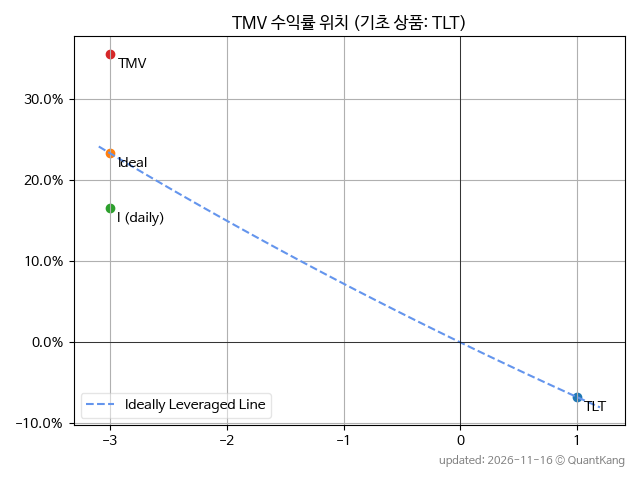 TMV 수익률 위치 (기초 상품: TLT)
TMV
30.0%
Ideal
20.0%
I (daily)
10.0%
0.0%
Ideally Leveraged Line
TLT
−10.0%
−3 −2 −1 0 1
updated: 2026-11-16 © QuantKang